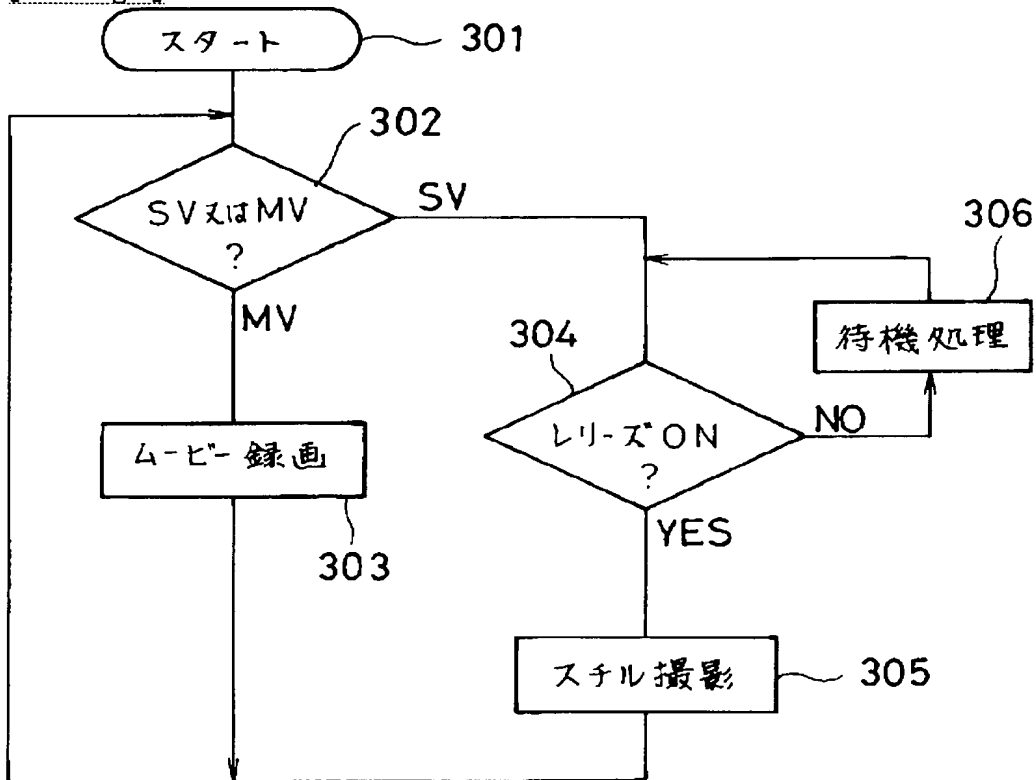 スタート
301
302
SV又はMV
?
SV
MV
306
待機処理
304
レリーズON
?
NO
YES
ムービー録画
303
スチル撮影
305